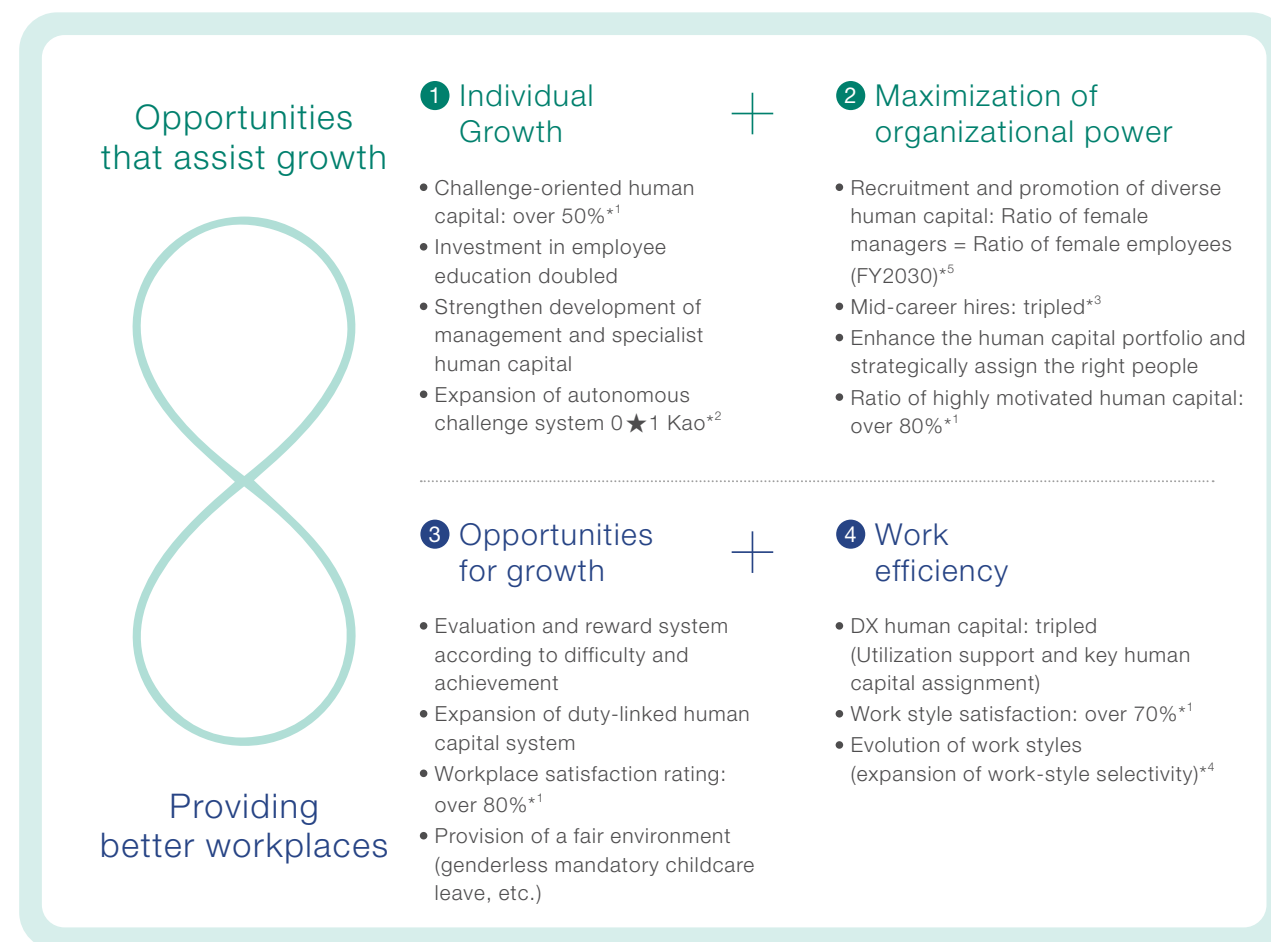 Opportunities
that assist growth
❶ Individual
Growth
• Challenge-oriented human
capital: over 50%*1
• Investment in employee
education doubled
• Strengthen development of
management and specialist
human capital
• Expansion of autonomous
challenge system 0★1 Kao*2
+
❷ Maximization of
organizational power
• Recruitment and promotion of diverse
human capital: Ratio of female
managers = Ratio of female employees
(FY2030)*5
• Mid-career hires: tripled*3
• Enhance the human capital portfolio and
strategically assign the right people
• Ratio of highly motivated human capital:
over 80%*1
Providing
better workplaces
❸ Opportunities
for growth
• Evaluation and reward system
according to difficulty and
achievement
• Expansion of duty-linked human
capital system
• Workplace satisfaction rating:
over 80%*1
• Provision of a fair environment
(genderless mandatory childcare
leave, etc.)
+
❹ Work
efficiency
• DX human capital: tripled
(Utilization support and key human
capital assignment)
• Work style satisfaction: over 70%*1
• Evolution of work styles
(expansion of work-style selectivity)*4